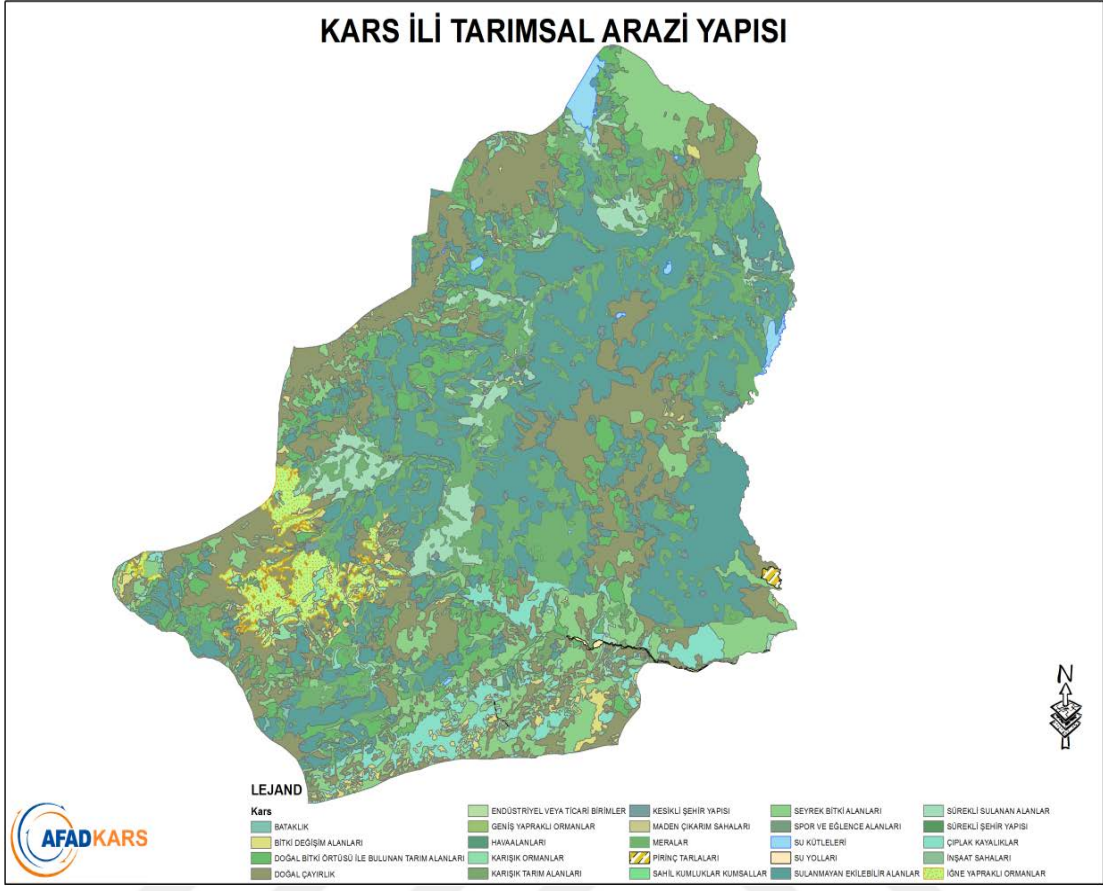 KARS İLİ TARIMSAL ARAZİ YAPISI
N
LEJAND
Kars
BATAKLIK
BİTKİ DEĞİŞİM ALANLARI
DOĞAL BİTKİ ÖRTÜSÜ İLE BULUNAN TARIM ALANLARI
DOĞAL ÇAYIRLIK
ENDÜSTRİYEL VEYA TİCARİ BİRİMLER
GENİŞ YAPRAKLI ORMANLAR
HAVAALANLARI
KARIŞIK ORMANLAR
KARIŞIK TARIM ALANLARI
KESİKLİ ŞEHİR YAPISI
MADEN ÇIKARIM SAHALARI
MERALAR
PİRİNÇ TARLALARI
SAHİL KUMLUKLAR KUMSALLAR
SEYREK BİTKİ ALANLARI
SPOR VE EĞLENCE ALANLARI
SU KÜTLELERİ
SU YOLLARI
SULANMAYAN EKİLEBİLİR ALANLAR
SÜREKLİ SULANAN ALANLAR
SÜREKLİ ŞEHİR YAPISI
ÇIPLAK KAYALIKLAR
İNŞAAT SAHALARI
İĞNE YAPRAKLI ORMANLAR
AFADKARS